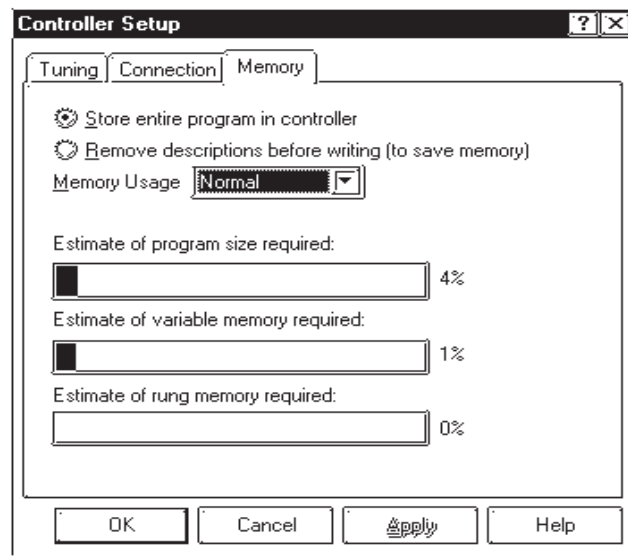 Controller Setup
Tuning Connection Memory
Store entire program in controller
Remove descriptions before writing (to save memory)
Memory Usage Normal
Estimate of program size required:
4%
Estimate of variable memory required:
1%
Estimate of rung memory required:
0%
OK Cancel Apply Help